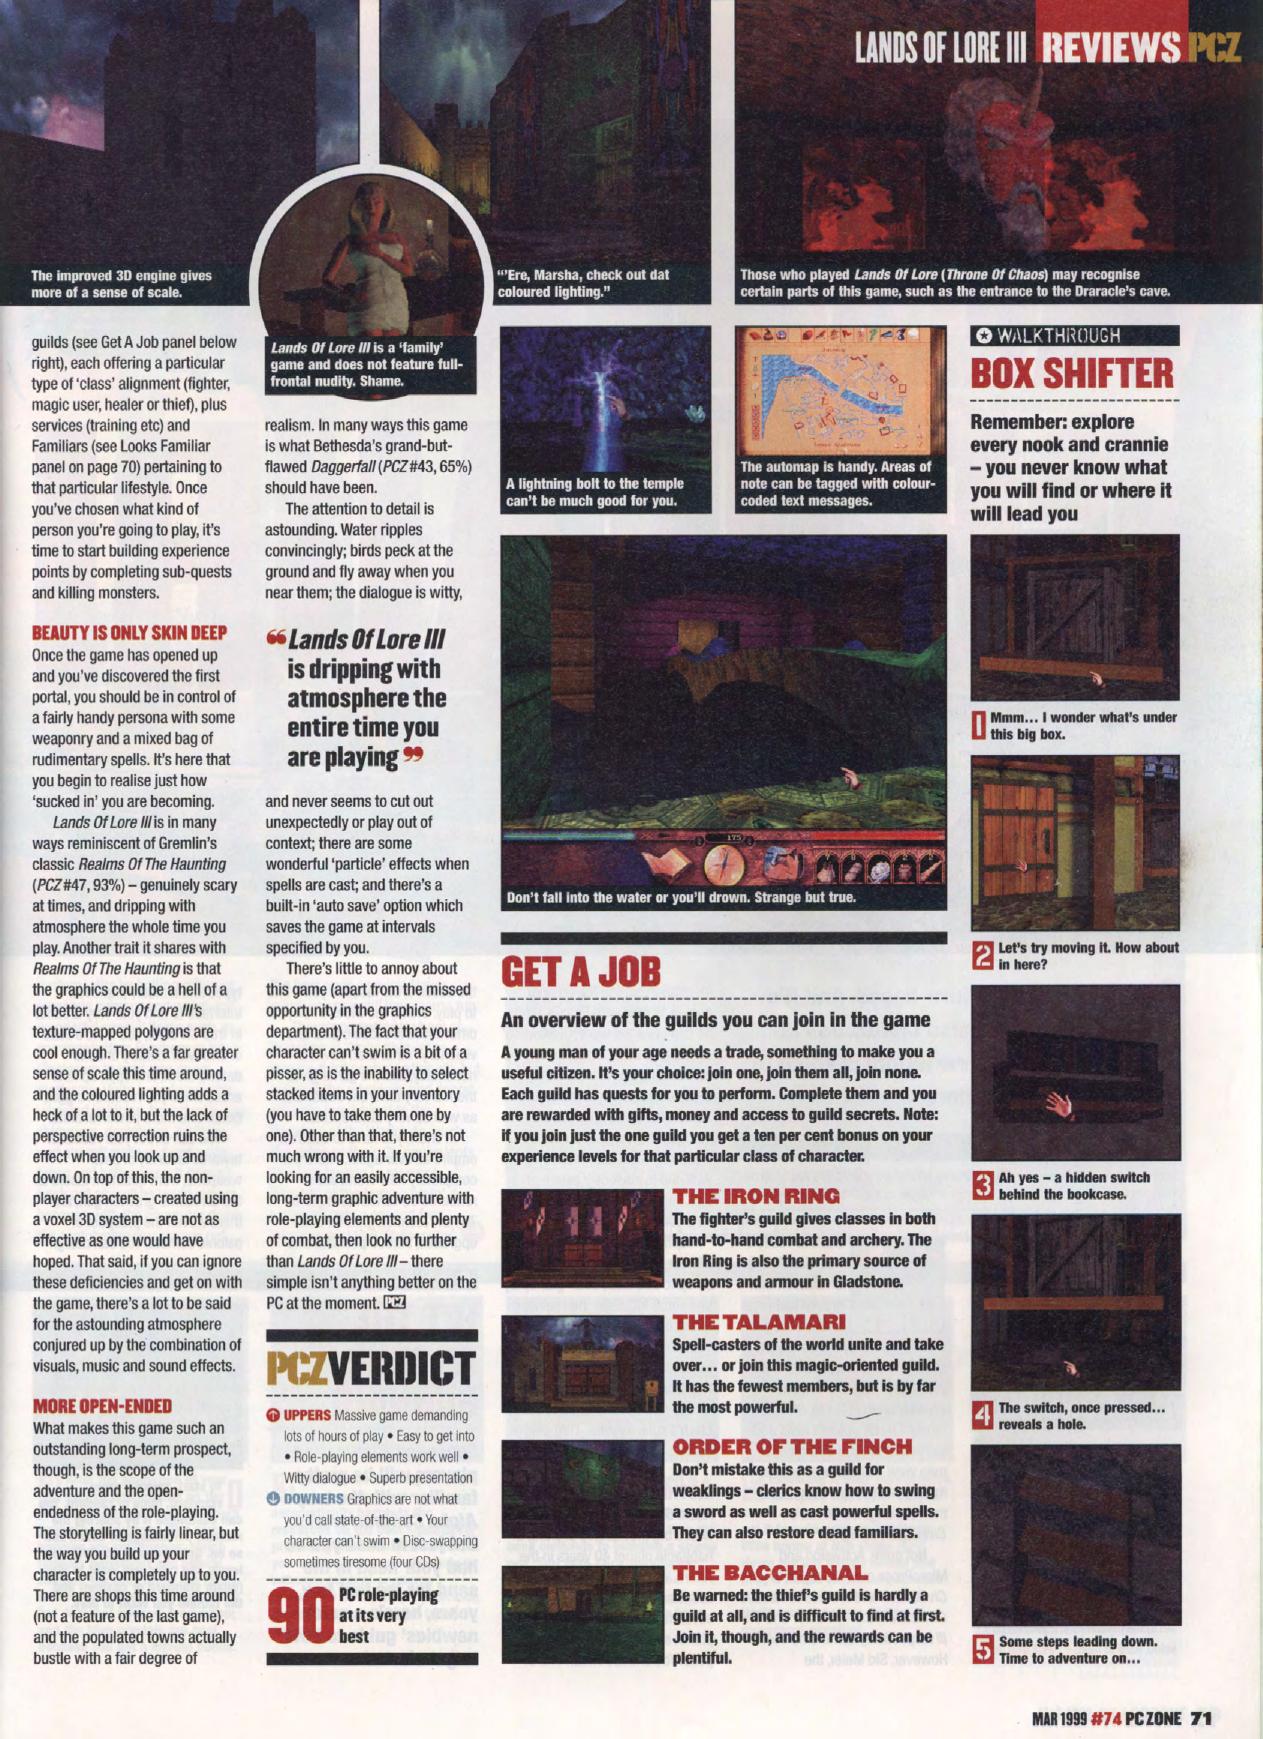 LANDS OF LORE III REVIEWS PCZ
The improved 3D engine gives
more of a sense of scale.
Lands Of Lore III is a ‘family’
game and does not feature full-
frontal nudity. Shame.
“’Ere, Marsha, check out dat
coloured lighting.”
Those who played Lands Of Lore (Throne Of Chaos) may recognise
certain parts of this game, such as the entrance to the Draracle's cave.
guilds (see Get A Job panel below
right), each offering a particular
type of ‘class’ alignment (fighter,
magic user, healer or thief), plus
services (training etc) and
Familiars (see Looks Familiar
panel on page 70) pertaining to
that particular lifestyle. Once
you've chosen what kind of
person you're going to play, it's
time to start building experience
points by completing sub-quests
and killing monsters.
BEAUTY IS ONLY SKIN DEEP
Once the game has opened up
and you've discovered the first
portal, you should be in control of
a fairly handy persona with some
weaponry and a mixed bag of
rudimentary spells. It's here that
you begin to realise just how
‘sucked in’ you are becoming.
Lands Of Lore III is in many
ways reminiscent of Gremlin's
classic Realms Of The Haunting
(PCZ #47, 93%) – genuinely scary
at times, and dripping with
atmosphere the whole time you
play. Another trait it shares with
Realms Of The Haunting is that
the graphics could be a hell of a
lot better. Lands Of Lore III's
texture-mapped polygons are
cool enough. There's a far greater
sense of scale this time around,
and the coloured lighting adds a
heck of a lot to it, but the lack of
perspective correction ruins the
effect when you look up and
down. On top of this, the non-
player characters – created using
a voxel 3D system – are not as
effective as one would have
hoped. That said, if you can ignore
these deficiencies and get on with
the game, there's a lot to be said
for the astounding atmosphere
conjured up by the combination of
visuals, music and sound effects.
MORE OPEN-ENDED
What makes this game such an
outstanding long-term prospect,
though, is the scope of the
adventure and the open-
endedness of the role-playing.
The storytelling is fairly linear, but
the way you build up your
character is completely up to you.
There are shops this time around
(not a feature of the last game),
and the populated towns actually
bustle with a fair degree of
realism. In many ways this game
is what Bethesda's grand-but-
flawed Daggerfall (PCZ #43, 65%)
should have been.
The attention to detail is
astounding. Water ripples
convincingly; birds peck at the
ground and fly away when you
near them; the dialogue is witty,
“Lands Of Lore III
is dripping with
atmosphere the
entire time you
are playing”
and never seems to cut out
unexpectedly or play out of
context; there are some
wonderful ‘particle’ effects when
spells are cast; and there's a
built-in ‘auto save’ option which
saves the game at intervals
specified by you.
There's little to annoy about
this game (apart from the missed
opportunity in the graphics
department). The fact that your
character can't swim is a bit of a
pisser, as is the inability to select
stacked items in your inventory
(you have to take them one by
one). Other than that, there's not
much wrong with it. If you're
looking for an easily accessible,
long-term graphic adventure with
role-playing elements and plenty
of combat, then look no further
than Lands Of Lore III – there
simple isn't anything better on the
PC at the moment. PCZ
PCZVERDICT
UPPERS Massive game demanding
lots of hours of play • Easy to get into
• Role-playing elements work well •
Witty dialogue • Superb presentation
DOWNERS Graphics are not what
you'd call state-of-the-art • Your
character can't swim • Disc-swapping
sometimes tiresome (four CDs)
90 PC role-playing
at its very
best
A lightning bolt to the temple
can't be much good for you.
The automap is handy. Areas of
note can be tagged with colour-
coded text messages.
175
Don't fall into the water or you'll drown. Strange but true.
GET A JOB
An overview of the guilds you can join in the game
A young man of your age needs a trade, something to make you a
useful citizen. It's your choice: join one, join them all, join none.
Each guild has quests for you to perform. Complete them and you
are rewarded with gifts, money and access to guild secrets. Note:
if you join just the one guild you get a ten per cent bonus on your
experience levels for that particular class of character.
THE IRON RING
The fighter's guild gives classes in both
hand-to-hand combat and archery. The
Iron Ring is also the primary source of
weapons and armour in Gladstone.
THE TALAMARI
Spell-casters of the world unite and take
over... or join this magic-oriented guild.
It has the fewest members, but is by far
the most powerful.
ORDER OF THE FINCH
Don't mistake this as a guild for
weaklings – clerics know how to swing
a sword as well as cast powerful spells.
They can also restore dead familiars.
THE BACCHANAL
Be warned: the thief's guild is hardly a
guild at all, and is difficult to find at first.
Join it, though, and the rewards can be
plentiful.
WALKTHROUGH
BOX SHIFTER
Remember: explore
every nook and crannie
– you never know what
you will find or where it
will lead you
1 Mmm... I wonder what's under
this big box.
2 Let's try moving it. How about
in here?
3 Ah yes – a hidden switch
behind the bookcase.
4 The switch, once pressed...
reveals a hole.
5 Some steps leading down.
Time to adventure on...
MAR 1999 #74 PC ZONE 71